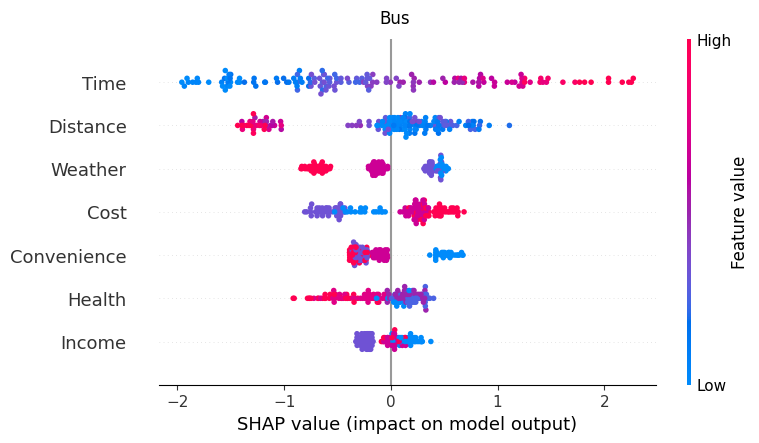 Bus
High
Time
Distance
Weather
Cost
Convenience
Health
Income
Feature value
Low
−2
−1
0
1
2
SHAP value (impact on model output)